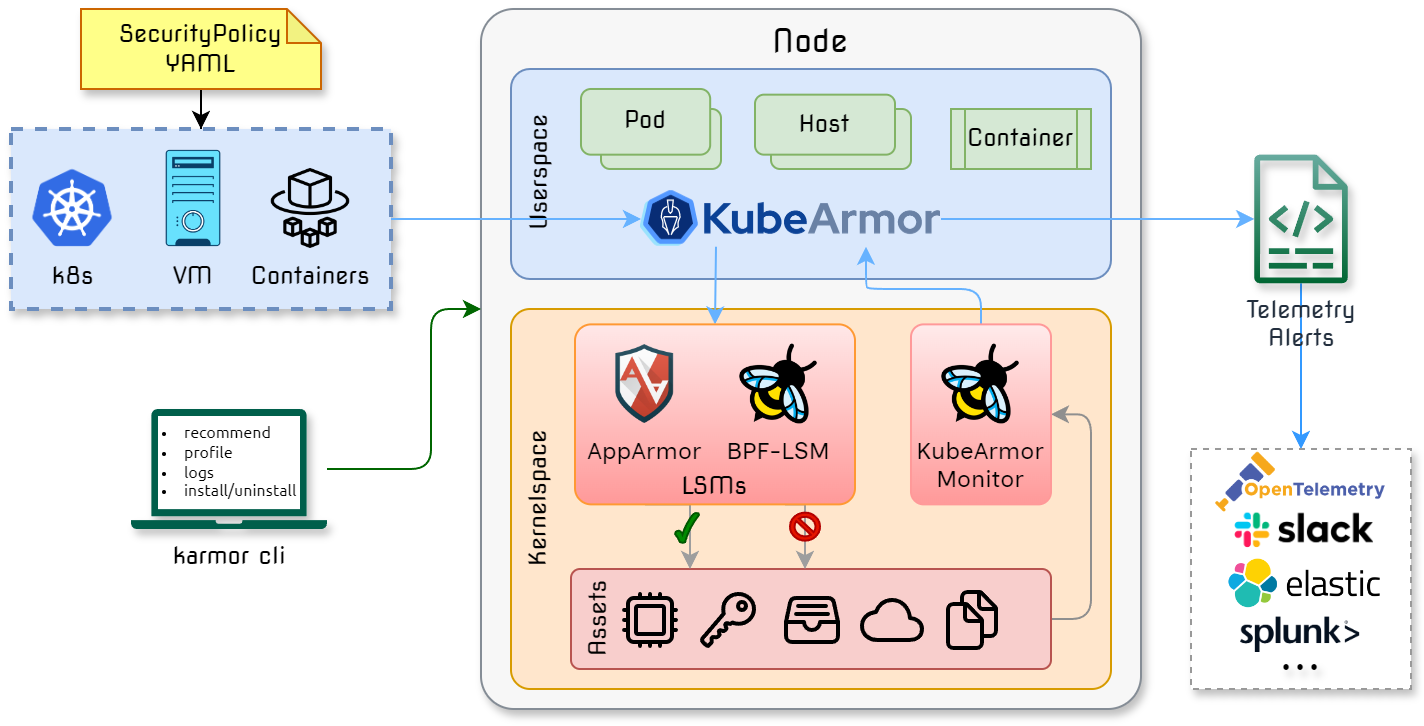 SecurityPolicy
YAML
k8s
VM
Containers
recommend
profile
logs
install/uninstall
karmor cli
Node
Userspace
Pod
Host
Container
KubeArmor
Kernelspace
AppArmor
BPF-LSM
LSMs
KubeArmor
Monitor
Assets
</>
Telemetry
Alerts
OpenTelemetry
slack
elastic
splunk>
...